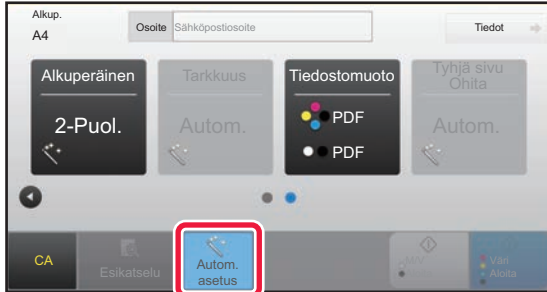 Alkup.
A4
Osoite Sähköpostiosoite
Tiedot
Alkuperäinen
2-Puol.
Tarkkuus
Autom.
Tiedostomuoto
PDF
PDF
Tyhjä sivu
Ohita
Autom.
CA
Esikatselu
Autom.
asetus
M/V
Aloita
Väri
Aloita